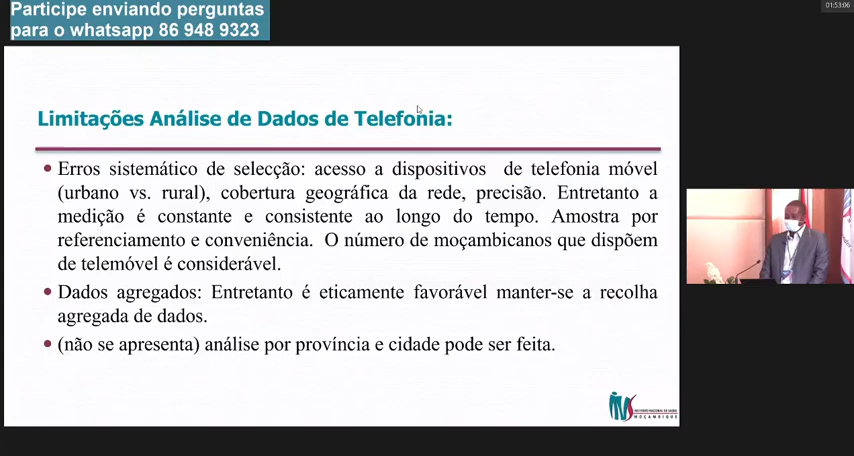 Participe enviando perguntas
para o whatsapp 86 948 9323
01:53:06
Limitações Análise de Dados de Telefonia:
• Erros sistemático de selecção: acesso a dispositivos de telefonia móvel
(urbano vs. rural), cobertura geográfica da rede, precisão. Entretanto a
medição é constante e consistente ao longo do tempo. Amostra por
referenciamento e conveniência. O número de moçambicanos que dispõem
de telemóvel é considerável.
• Dados agregados: Entretanto é eticamente favorável manter-se a recolha
agregada de dados.
• (não se apresenta) análise por província e cidade pode ser feita.
INSTITUTO NACIONAL DE SAÚDE
MOÇAMBIQUE